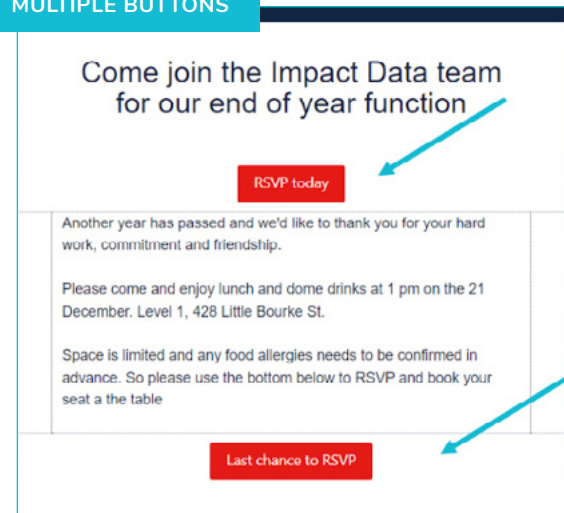 MULTIPLE BUTTONS
Come join the Impact Data team
for our end of year function
RSVP today
Another year has passed and we'd like to thank you for your hard
work, commitment and friendship.
Please come and enjoy lunch and dome drinks at 1 pm on the 21
December. Level 1, 428 Little Bourke St.
Space is limited and any food allergies needs to be confirmed in
advance. So please use the bottom below to RSVP and book your
seat a the table
Last chance to RSVP